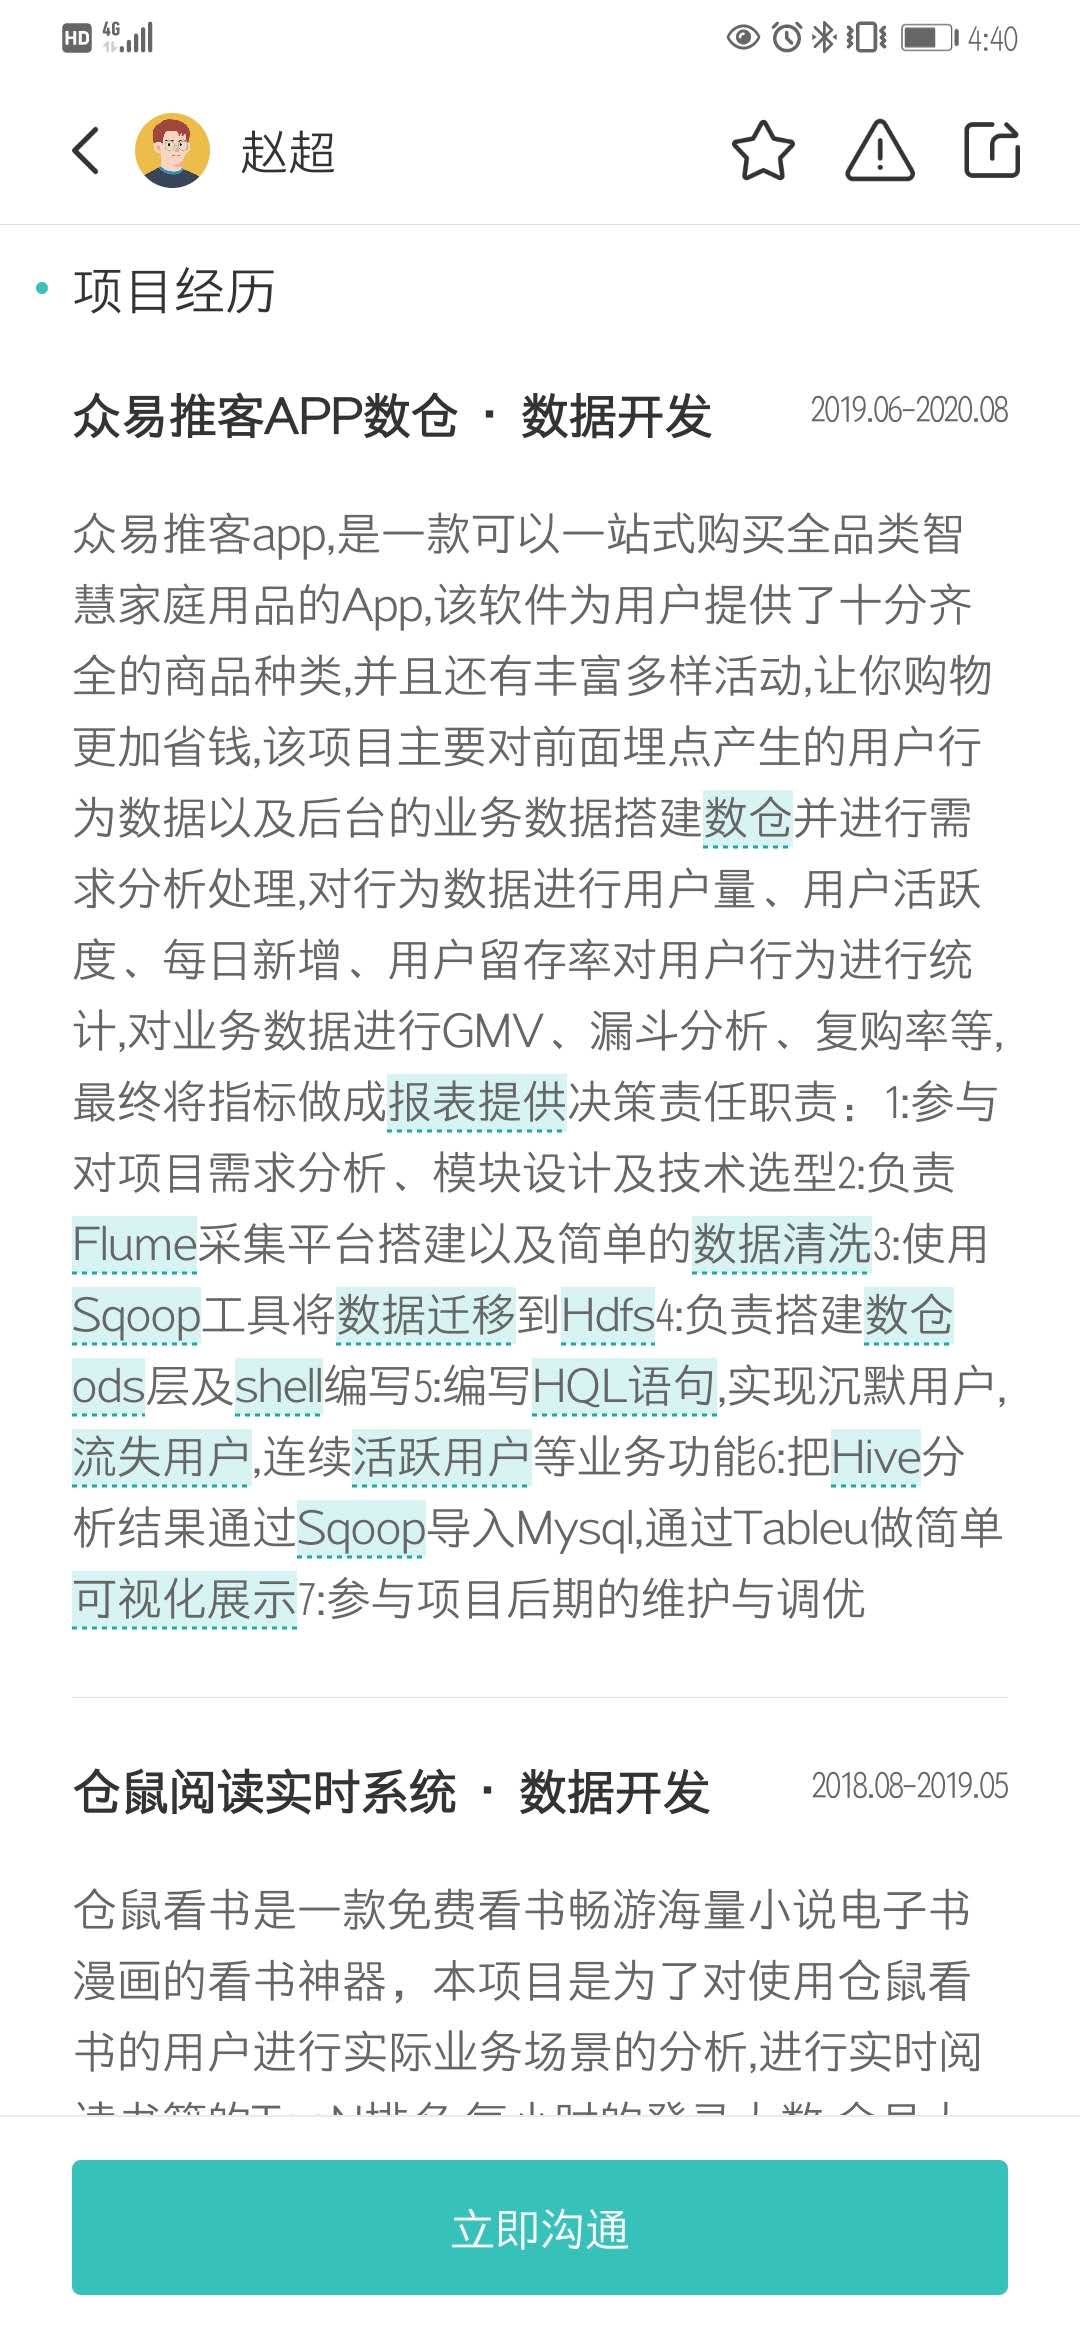 HD 4G 4:40
赵超
项目经历
众易推客APP数仓 · 数据开发 2019.06-2020.08
众易推客app,是一款可以一站式购买全品类智
慧家庭用品的App,该软件为用户提供了十分齐
全的商品种类,并且还有丰富多样活动,让你购物
更加省钱,该项目主要对前面埋点产生的用户行
为数据以及后台的业务数据搭建数仓并进行需
求分析处理,对行为数据进行用户量、用户活跃
度、每日新增、用户留存率对用户行为进行统
计,对业务数据进行GMV、漏斗分析、复购率等,
最终将指标做成报表提供决策责任职责：1:参与
对项目需求分析、模块设计及技术选型2:负责
Flume采集平台搭建以及简单的数据清洗3:使用
Sqoop工具将数据迁移到Hdfs4:负责搭建数仓
ods层及shell编写5:编写HQL语句,实现沉默用户,
流失用户,连续活跃用户等业务功能6:把Hive分
析结果通过Sqoop导入Mysql,通过Tableu做简单
可视化展示7:参与项目后期的维护与调优
仓鼠阅读实时系统 · 数据开发 2018.08-2019.05
仓鼠看书是一款免费看书畅游海量小说电子书
漫画的看书神器，本项目是为了对使用仓鼠看
书的用户进行实际业务场景的分析,进行实时阅
立即沟通